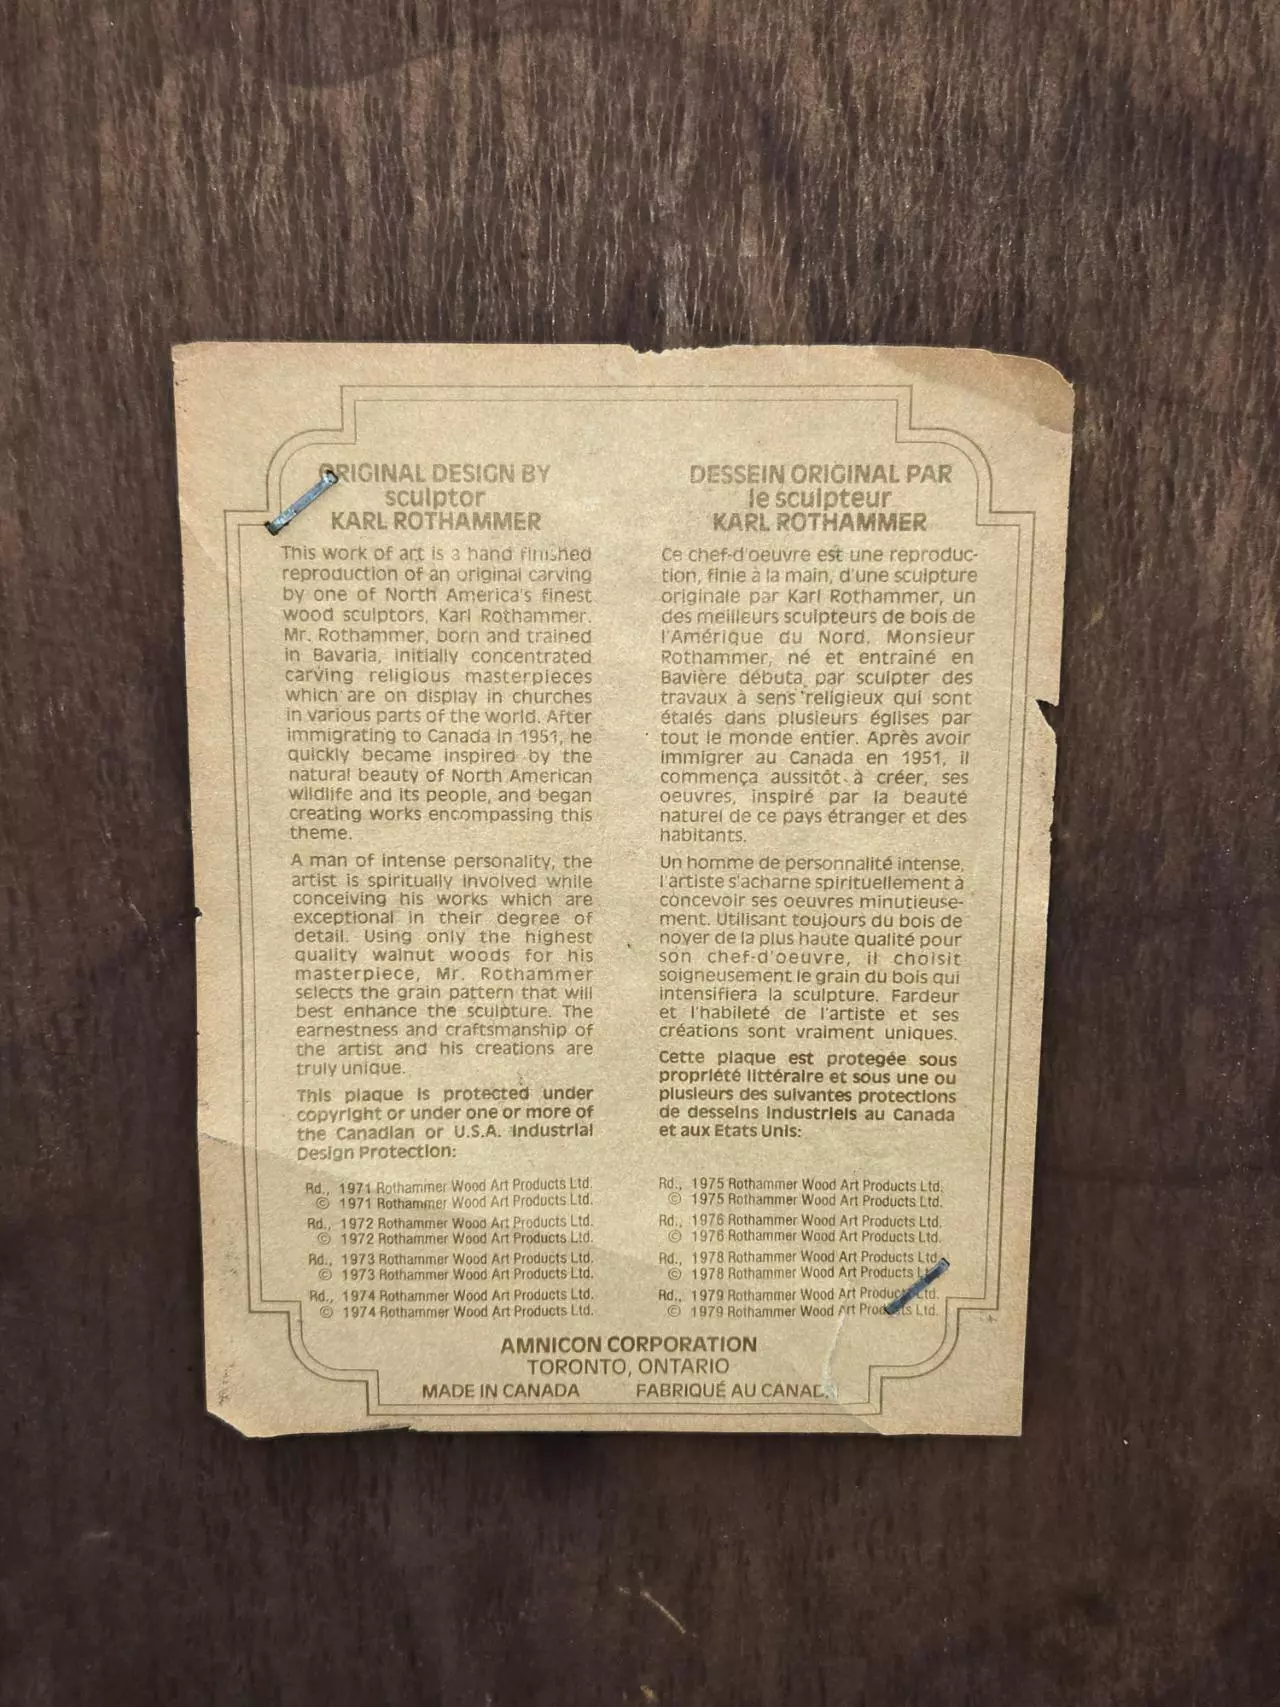 ORIGINAL DESIGN BY
sculptor
KARL ROTHAMMER
This work of art is a hand finished
reproduction of an original carving
by one of North America's finest
wood sculptors, Karl Rothammer.
Mr. Rothammer, born and trained
in Bavaria, initially concentrated
carving religious masterpieces
which are on display in churches
in various parts of the world. After
immigrating to Canada in 1951, he
quickly became inspired by the
natural beauty of North American
wildlife and its people, and began
creating works encompassing this
theme.
A man of intense personality, the
artist is spiritually involved while
conceiving his works which are
exceptional in their degree of
detail. Using only the highest
quality walnut woods for his
masterpiece, Mr. Rothammer
selects the grain pattern that will
best enhance the sculpture. The
earnestness and craftsmanship of
the artist and his creations are
truly unique.
This plaque is protected under
copyright or under one or more of
the Canadian or U.S.A. Industrial
Design Protection:
Rd., 1971 Rothammer Wood Art Products Ltd.
© 1971 Rothammer Wood Art Products Ltd.
Rd., 1972 Rothammer Wood Art Products Ltd.
© 1972 Rothammer Wood Art Products Ltd.
Rd., 1973 Rothammer Wood Art Products Ltd.
© 1973 Rothammer Wood Art Products Ltd.
Rd., 1974 Rothammer Wood Art Products Ltd.
© 1974 Rothammer Wood Art Products Ltd.
DESSEIN ORIGINAL PAR
le sculpteur
KARL ROTHAMMER
Ce chef-d'oeuvre est une reproduc-
tion, finie à la main, d'une sculpture
originale par Karl Rothammer, un
des meilleurs sculpteurs de bois de
l'Amérique du Nord. Monsieur
Rothammer, né et entrainé en
Bavière débuta par sculpter des
travaux à sens religieux qui sont
étalés dans plusieurs églises par
tout le monde entier. Après avoir
immigrer au Canada en 1951, il
commença aussitôt à créer, ses
oeuvres, inspiré par la beauté
naturel de ce pays étranger et des
habitants.
Un homme de personnalité intense,
l'artiste s'acharne spirituellement à
concevoir ses oeuvres minutieuse-
ment. Utilisant toujours du bois de
noyer de la plus haute qualité pour
son chef-d'oeuvre, il choisit
soigneusement le grain du bois qui
intensifiera la sculpture. Fardeur
et l'habileté de l'artiste et ses
créations sont vraiment uniques.
Cette plaque est protegée sous
propriété littéraire et sous une ou
plusieurs des suivantes protections
de desseins industriels au Canada
et aux Etats Unis:
Rd., 1975 Rothammer Wood Art Products Ltd.
© 1975 Rothammer Wood Art Products Ltd.
Rd., 1976 Rothammer Wood Art Products Ltd.
© 1976 Rothammer Wood Art Products Ltd.
Rd., 1978 Rothammer Wood Art Products Ltd.
© 1978 Rothammer Wood Art Products Ltd.
Rd., 1979 Rothammer Wood Art Products Ltd.
© 1979 Rothammer Wood Art Products Ltd.
AMNICON CORPORATION
TORONTO, ONTARIO
MADE IN CANADA FABRIQUÉ AU CANADA